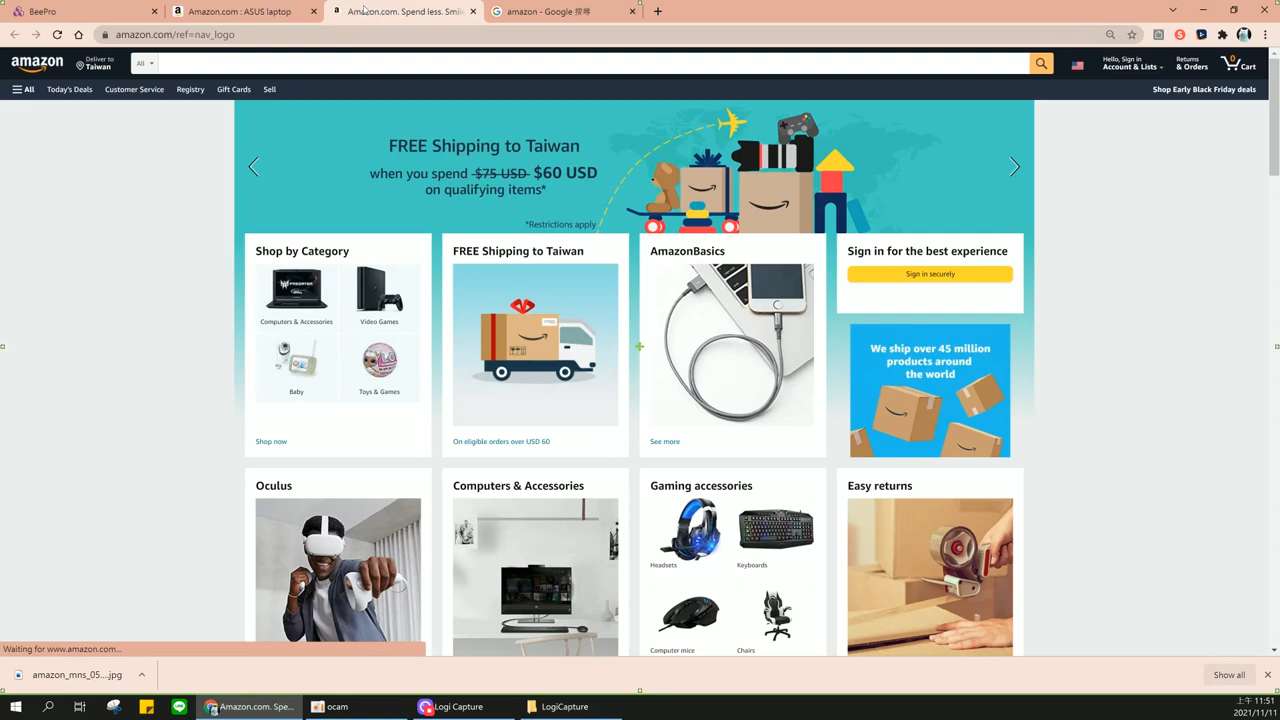 BeePro
Amazon.com : ASUS laptop
Amazon.com. Spend less. Smile
amazon - Google 搜尋
amazon.com/ref=nav_logo
amazon
Deliver to
Taiwan
All
Hello, Sign in
Account & Lists
Returns
& Orders
0
Cart
All
Today's Deals
Customer Service
Registry
Gift Cards
Sell
Shop Early Black Friday deals
FREE Shipping to Taiwan
when you spend $75 USD $60 USD
on qualifying items*
*Restrictions apply
Shop by Category
PREDATOR
Computers & Accessories
Video Games
Baby
Toys & Games
Shop now
FREE Shipping to Taiwan
On eligible orders over USD 60
AmazonBasics
See more
Sign in for the best experience
Sign in securely
We ship over 45 million
products around
the world
Oculus
Computers & Accessories
Gaming accessories
Headsets
Keyboards
Computer mice
Chairs
Easy returns
Waiting for www.amazon.com...
amazon_mns_05....jpg
Show all
Amazon.com. Spe...
ocam
Logi Capture
LogiCapture
上午 11:51
2021/11/11